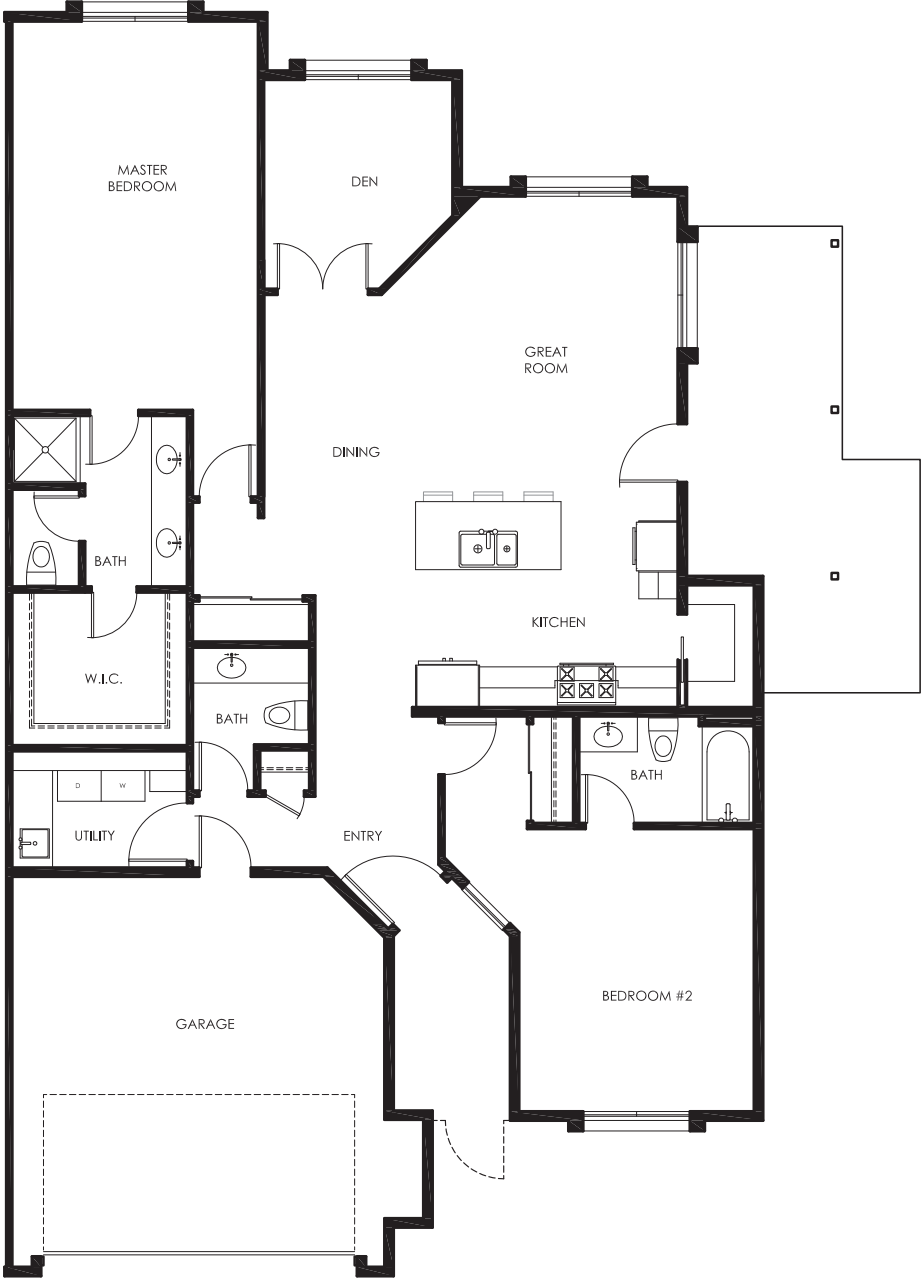 MASTER
BEDROOM
DEN
GREAT
ROOM
DINING
BATH
KITCHEN
W.I.C.
BATH
BATH
D
W
UTILITY
ENTRY
BEDROOM #2
GARAGE